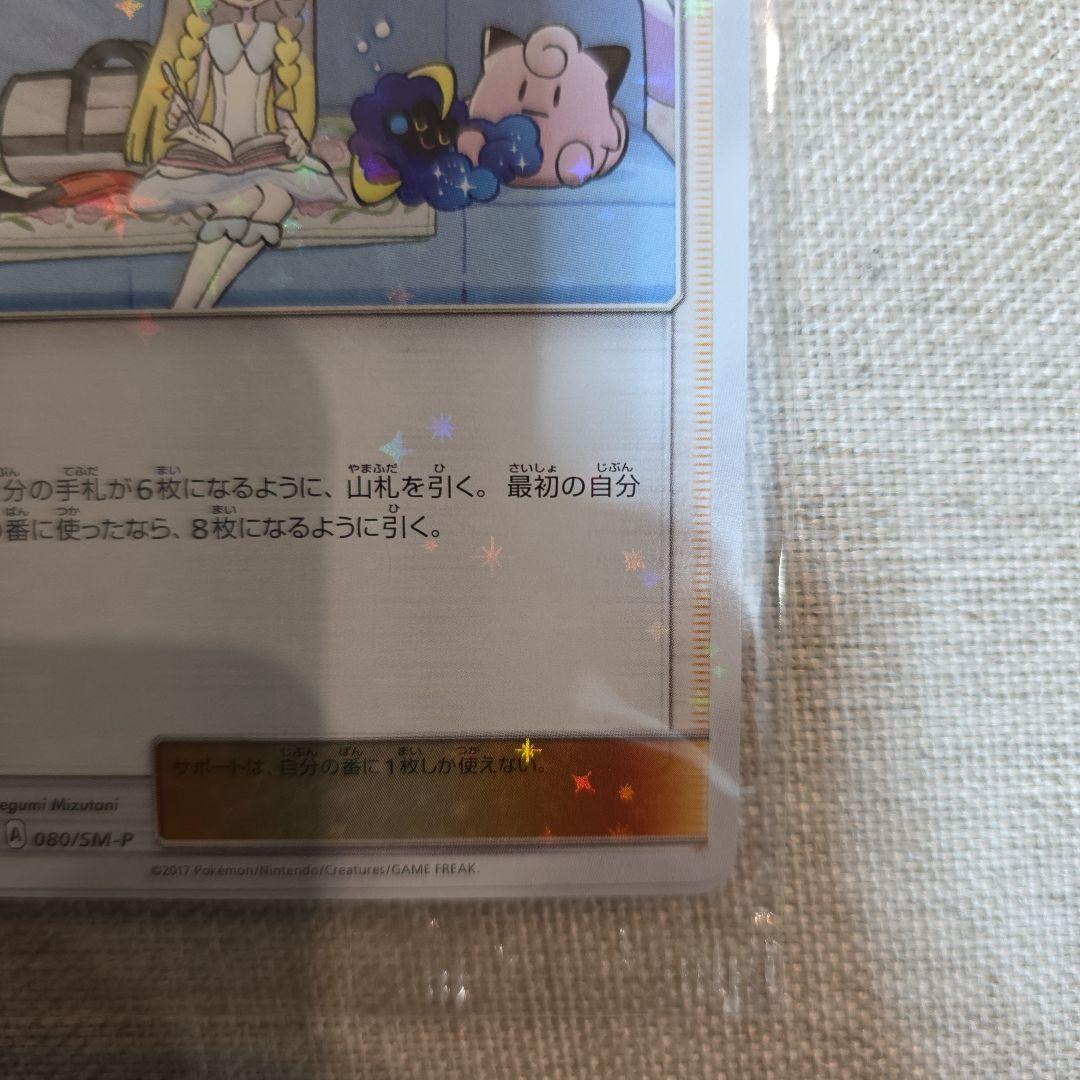 分の手札が6枚になるように、山札を引く。最初の自分
番に使ったなら、8枚になるように引く。
サポートは、自分の番に1枚しか使えない。
egumi Mizutani
A 080/SM-P
©2017 Pokémon/Nintendo/Creatures/GAME FREAK.